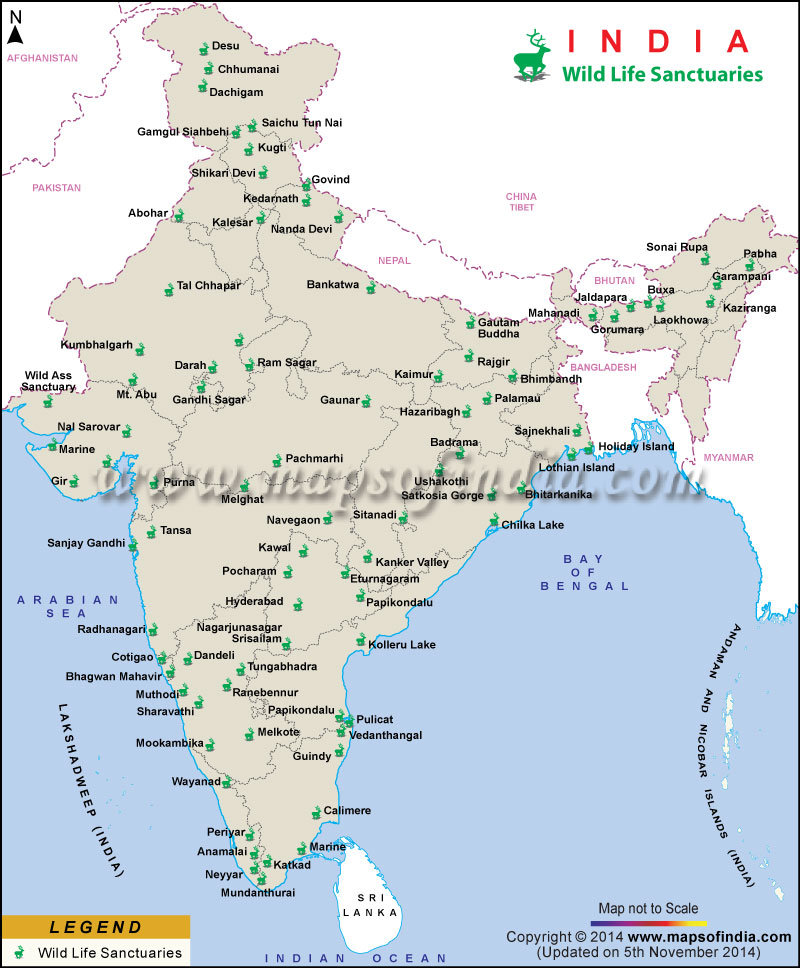 N
INDIA
Wild Life Sanctuaries
AFGHANISTAN
PAKISTAN
CHINA
TIBET
NEPAL
BHUTAN
BANGLADESH
MYANMAR
Desu
Chhumanai
Dachigam
Saichu Tun Nai
Gamgul Siahbehi
Kugti
Shikari Devi
Govind
Kedarnath
Abohar
Kalesar
Nanda Devi
Sonai Rupa
Pabha
Garampani
Tal Chhapar
Bankatwa
Buxa
Jaldapara
Mahanadi
Kaziranga
Laokhowa
Gorumara
Gautam
Buddha
Kumbhalgarh
Ram Sagar
Darah
Rajgir
Kaimur
Bhimbandh
Wild Ass
Sanctuary
Mt. Abu
Gandhi Sagar
Gaunar
Palamau
Hazaribagh
Nal Sarovar
Sajnekhali
Marine
Badrama
Holiday Island
Pachmarhi
Lothian Island
Gir
Purna
Ushakothi
www.mapsofindia.com
Melghat
Satkosia Gorge
Bhitarkanika
Navegaon
Sitanadi
Chilka Lake
Tansa
Sanjay Gandhi
Kawal
Kanker Valley
Pocharam
Eturnagaram
Hyderabad
Papikondalu
BAY
OF
BENGAL
ARABIAN
SEA
Radhanagari
Nagarjunasagar
Srisailam
Kolleru Lake
Cotigao
Dandeli
Tungabhadra
Bhagwan Mahavir
Muthodi
Ranebennur
Sharavathi
Papikondalu
Pulicat
Melkote
Vedanthangal
Mookambika
Guindy
Wayanad
Calimere
Periyar
Anamalai
Marine
Katkad
Neyyar
Mundanthurai
LAKSHADWEEP (INDIA)
ANDAMAN AND NICOBAR ISLANDS (INDIA)
SRI
LANKA
INDIAN OCEAN
LEGEND
Wild Life Sanctuaries
Map not to Scale
Copyright © 2014 www.mapsofindia.com
(Updated on 5th November 2014)